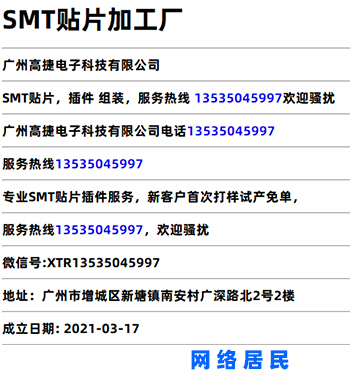 SMT贴片加工厂
广州高捷电子科技有限公司
SMT贴片，插件 组装，服务热线 13535045997欢迎骚扰
广州高捷电子科技有限公司电话13535045997
服务热线13535045997
专业SMT贴片插件服务，新客户首次打样试产免单，
服务热线13535045997，欢迎骚扰
微信号:XTR13535045997
地址：广州市增城区新塘镇南安村广深路北2号2楼
成立日期: 2021-03-17
网络居民